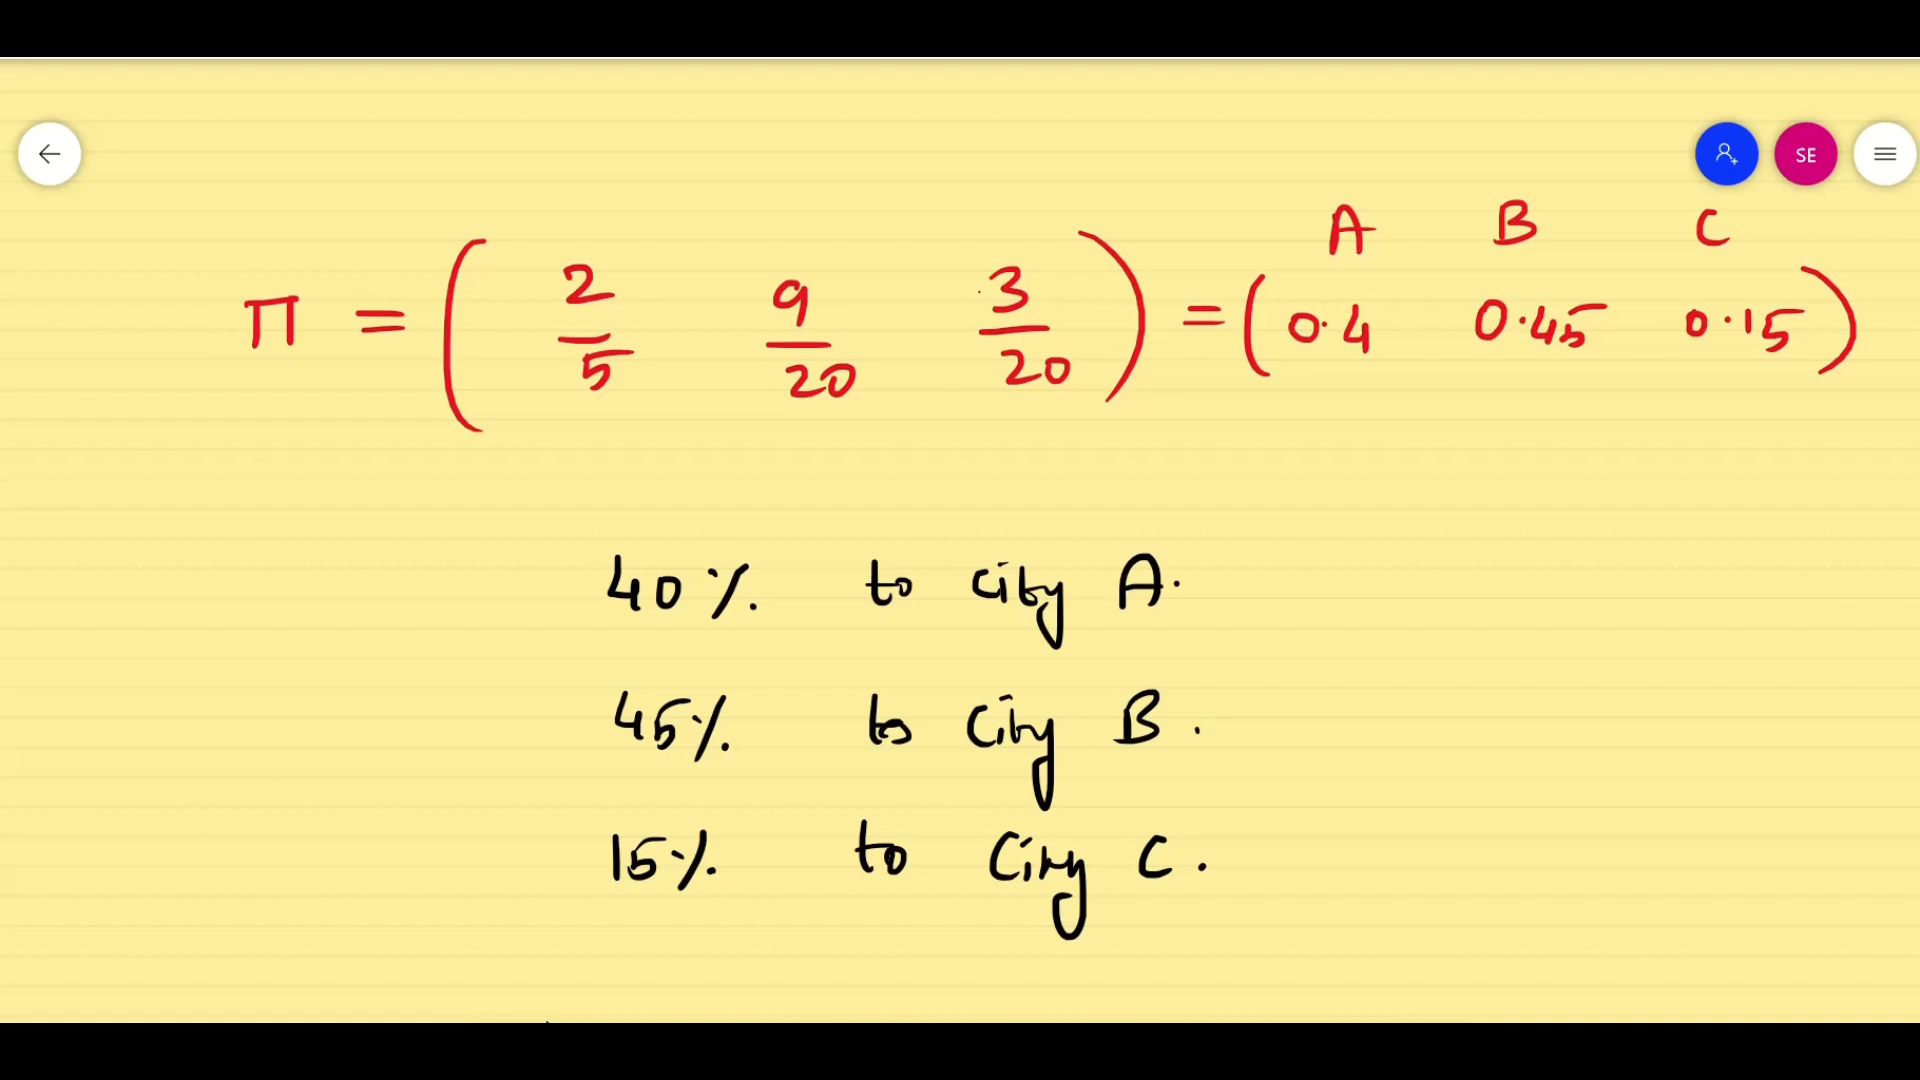 SE
A B C
Π = ( 2/5 9/20 3/20 ) = ( 0.4 0.45 0.15 )
40 % to city A.
45% to City B.
15% to City C.